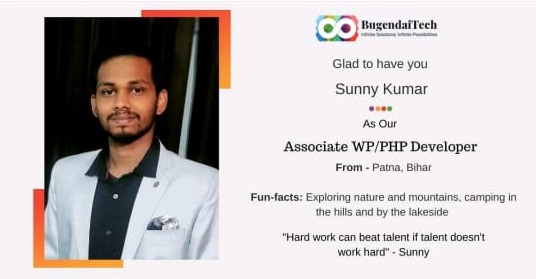 BugendaiTech
Infinite Solutions; Infinite Possibilities
Glad to have you
Sunny Kumar
As Our
Associate WP/PHP Developer
From - Patna, Bihar
Fun-facts: Exploring nature and mountains, camping in
the hills and by the lakeside
"Hard work can beat talent if talent doesn't
work hard" - Sunny